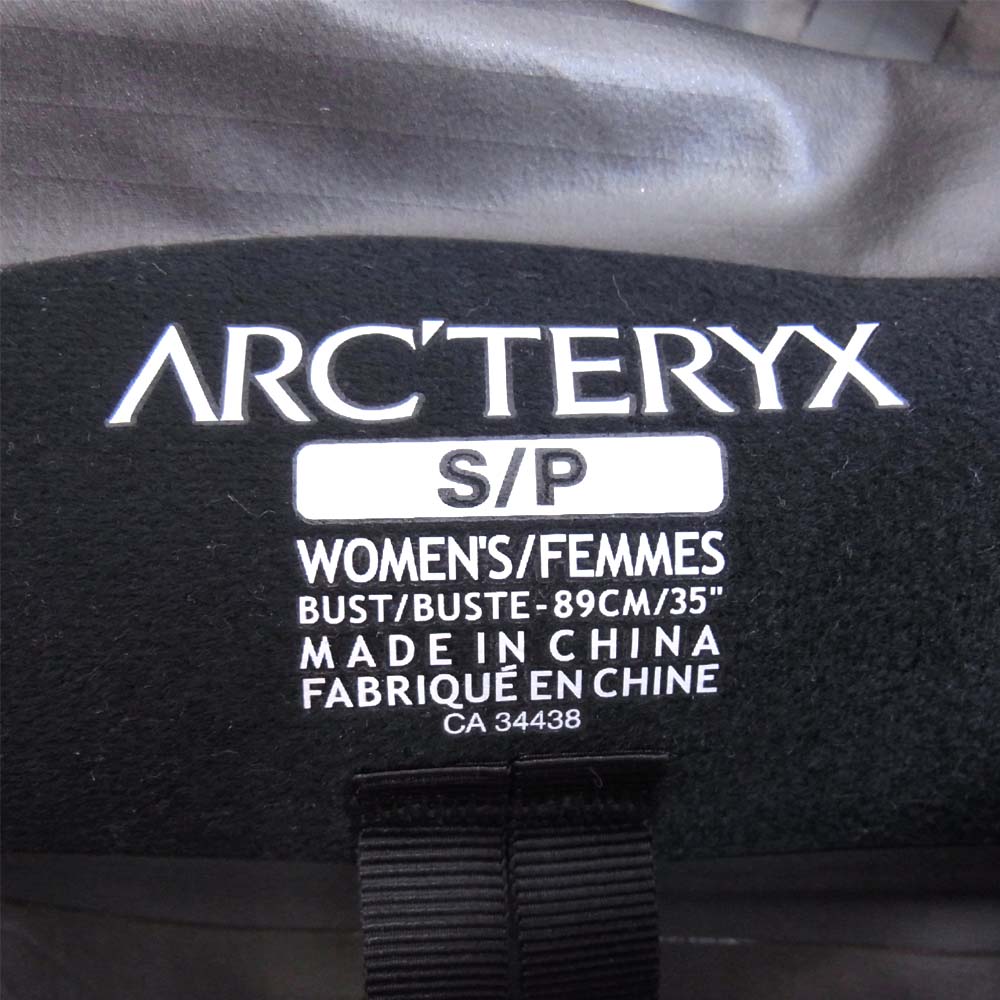 ARC'TERYX
S/P
WOMEN'S/FEMMES
BUST/BUSTE-89CM/35"
MADE IN CHINA
FABRIQUÉ EN CHINE
CA 34438